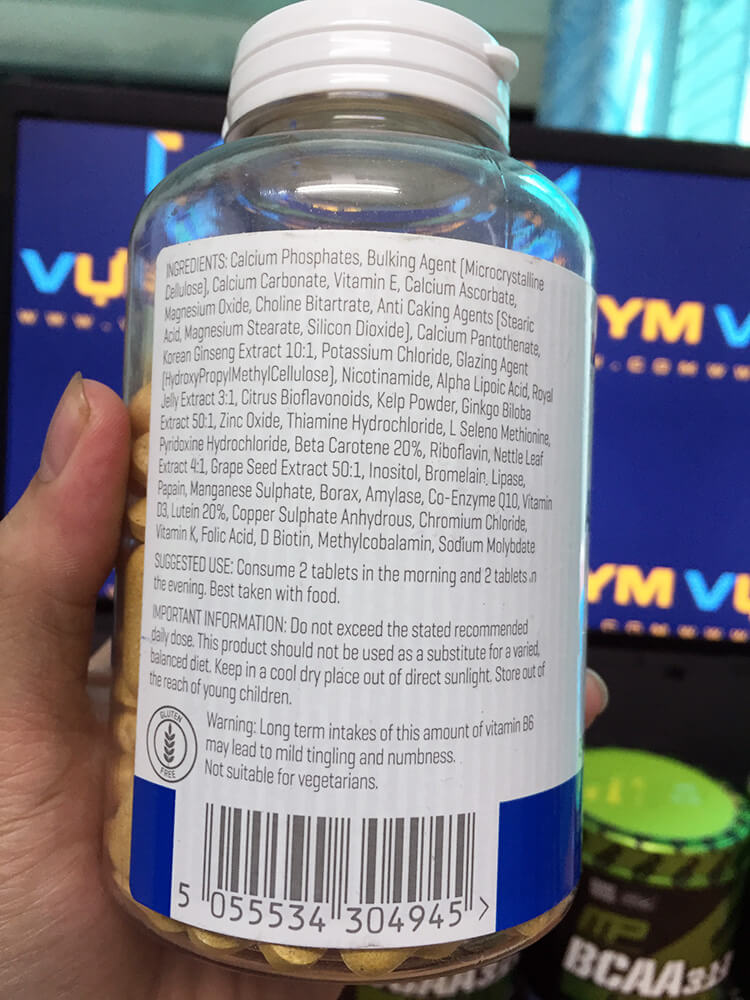 INGREDIENTS: Calcium Phosphates, Bulking Agent [Microcrystalline
Cellulose], Calcium Carbonate, Vitamin E, Calcium Ascorbate,
Magnesium Oxide, Choline Bitartrate, Anti Caking Agents [Stearic
Acid, Magnesium Stearate, Silicon Dioxide], Calcium Pantothenate,
Korean Ginseng Extract 10:1, Potassium Chloride, Glazing Agent
[HydroxyPropylMethylCellulose], Nicotinamide, Alpha Lipoic Acid, Royal
Jelly Extract 3:1, Citrus Bioflavonoids, Kelp Powder, Ginkgo Biloba
Extract 50:1, Zinc Oxide, Thiamine Hydrochloride, L Seleno Methionine,
Pyridoxine Hydrochloride, Beta Carotene 20%, Riboflavin, Nettle Leaf
Extract 4:1, Grape Seed Extract 50:1, Inositol, Bromelain, Lipase,
Papain, Manganese Sulphate, Borax, Amylase, Co-Enzyme Q10, Vitamin
D3, Lutein 20%, Copper Sulphate Anhydrous, Chromium Chloride,
Vitamin K, Folic Acid, D Biotin, Methylcobalamin, Sodium Molybdate
SUGGESTED USE: Consume 2 tablets in the morning and 2 tablets in
the evening. Best taken with food.
IMPORTANT INFORMATION: Do not exceed the stated recommended
daily dose. This product should not be used as a substitute for a varied,
balanced diet. Keep in a cool dry place out of direct sunlight. Store out of
the reach of young children.
GLUTEN
FREE
Warning: Long term intakes of this amount of vitamin B6
may lead to mild tingling and numbness.
Not suitable for vegetarians.
5 055534 304945 >
YM V
YM VU
MP
BCAA